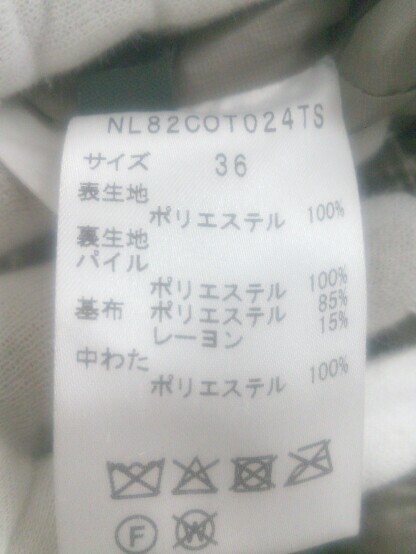 NL82COT024TS
サイズ 36
表生地
ポリエステル 100%
裏生地
パイル
ポリエステル 100%
基布 ポリエステル 85%
レーヨン 15%
中わた
ポリエステル 100%
F W